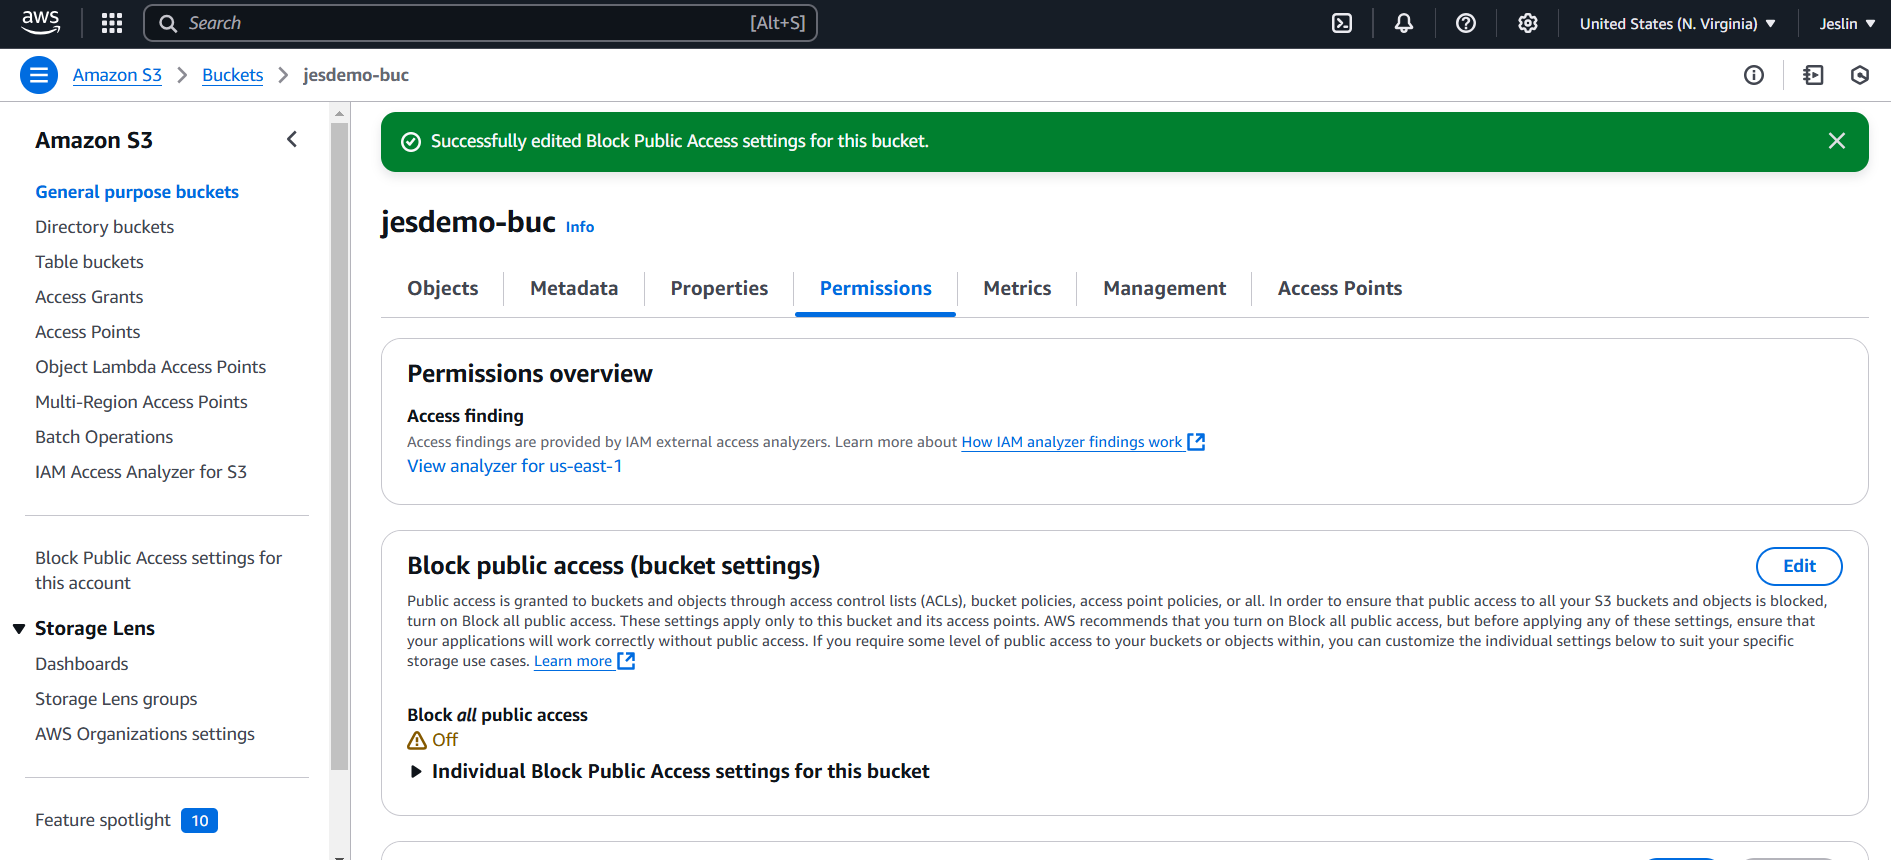 aws
Search [Alt+S]
United States (N. Virginia)
Jeslin
Amazon S3
Buckets
jesdemo-buc
Amazon S3
General purpose buckets
Directory buckets
Table buckets
Access Grants
Access Points
Object Lambda Access Points
Multi-Region Access Points
Batch Operations
IAM Access Analyzer for S3
Block Public Access settings for
this account
Storage Lens
Dashboards
Storage Lens groups
AWS Organizations settings
Feature spotlight 10
Successfully edited Block Public Access settings for this bucket.
jesdemo-buc Info
Objects
Metadata
Properties
Permissions
Metrics
Management
Access Points
Permissions overview
Access finding
Access findings are provided by IAM external access analyzers. Learn more about How IAM analyzer findings work
View analyzer for us-east-1
Block public access (bucket settings)
Edit
Public access is granted to buckets and objects through access control lists (ACLs), bucket policies, access point policies, or all. In order to ensure that public access to all your S3 buckets and objects is blocked,
turn on Block all public access. These settings apply only to this bucket and its access points. AWS recommends that you turn on Block all public access, but before applying any of these settings, ensure that
your applications will work correctly without public access. If you require some level of public access to your buckets or objects within, you can customize the individual settings below to suit your specific
storage use cases. Learn more
Block all public access
Off
Individual Block Public Access settings for this bucket